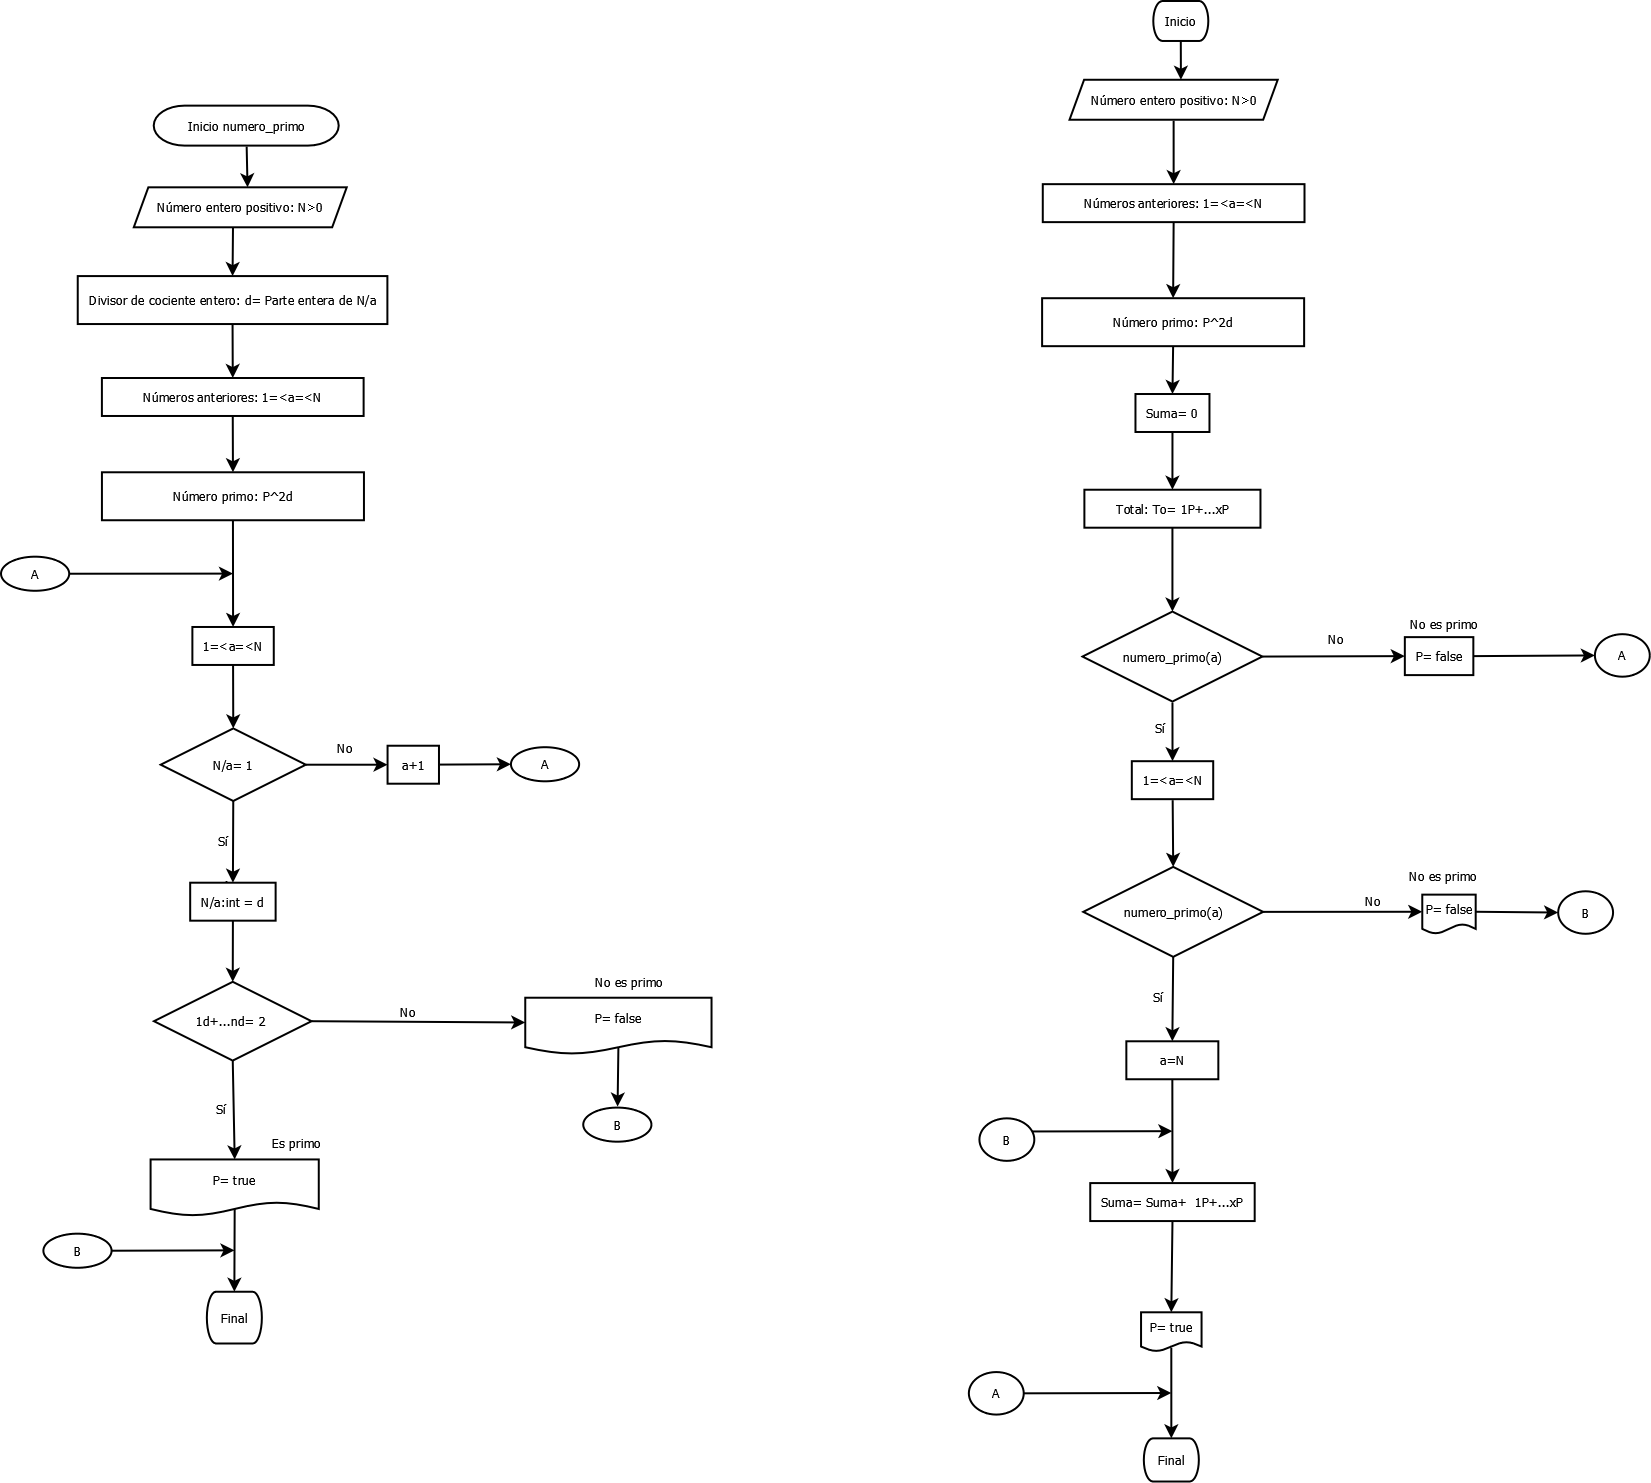 Inicio numero_primo
Número entero positivo: N>0
Divisor de cociente entero: d= Parte entera de N/a
Números anteriores: 1=<a=<N
Número primo: P^2d
A
1=<a=<N
N/a= 1
No
a+1
A
Sí
N/a:int = d
1d+...nd= 2
No
No es primo
P= false
B
Sí
Es primo
P= true
B
Final
Inicio
Número entero positivo: N>0
Números anteriores: 1=<a=<N
Número primo: P^2d
Suma= 0
Total: To= 1P+...xP
numero_primo(a)
No
No es primo
P= false
A
Sí
1=<a=<N
numero_primo(a)
No
No es primo
P= false
B
Sí
a=N
B
Suma= Suma+  1P+...xP
P= true
A
Final